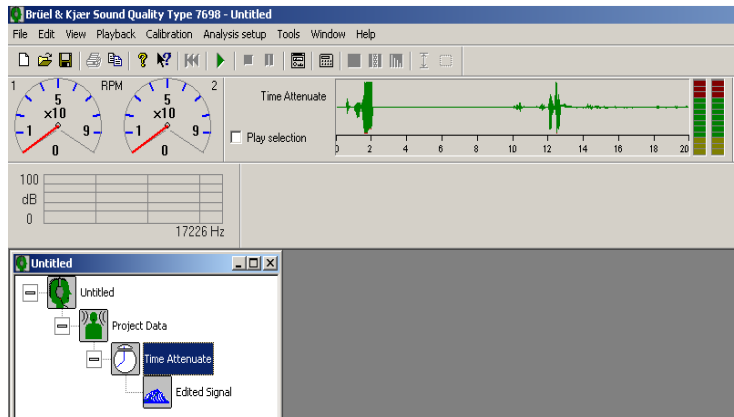 Brüel & Kjær Sound Quality Type 7698 - Untitled
File Edit View Playback Calibration Analysis setup Tools Window Help
1 RPM 2
5 5
x10 x10
1 9 1 9
0 0
Time Attenuate
Play selection
0 2 4 6 8 10 12 14 16 18 20
100
dB
0
17226 Hz
Untitled
Untitled
Project Data
Time Attenuate
Edited Signal